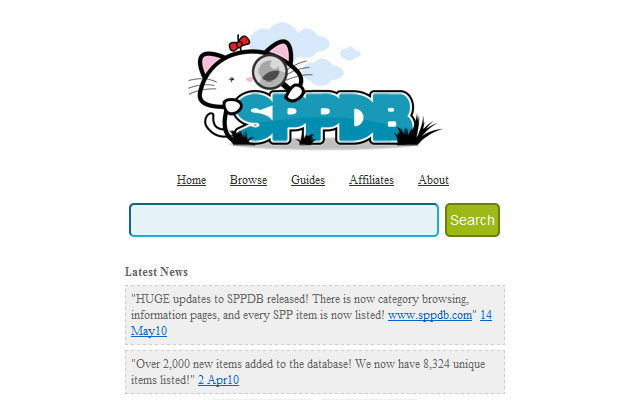 SPPDB
Home Browse Guides Affiliates About
Search
Latest News
"HUGE updates to SPPDB released! There is now category browsing,
information pages, and every SPP item is now listed! www.sppdb.com" 14
May10
"Over 2,000 new items added to the database! We now have 8,324 unique
items listed!" 2 Apr10